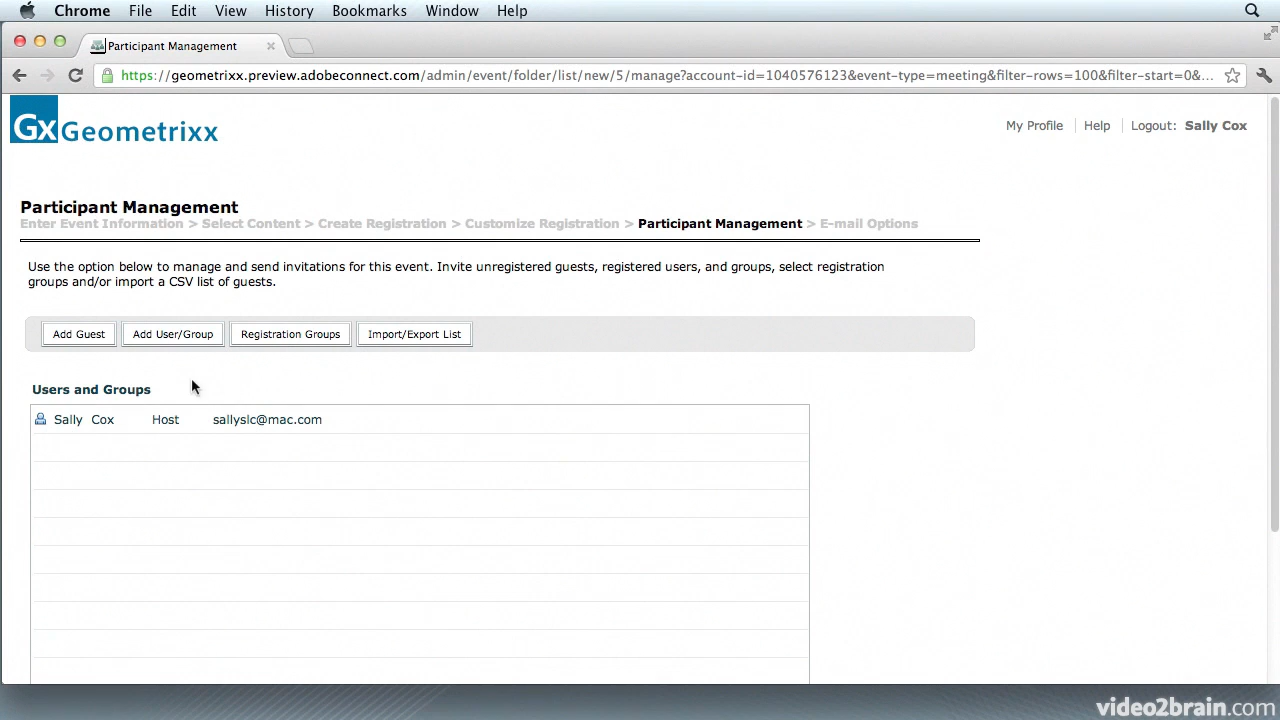 Chrome File Edit View History Bookmarks Window Help
Participant Management
https://geometrixx.preview.adobeconnect.com/admin/event/folder/list/new/5/manage?account-id=1040576123&event-type=meeting&filter-rows=100&filter-start=0&...
Gx Geometrixx
My Profile Help Logout: Sally Cox
Participant Management
Enter Event Information > Select Content > Create Registration > Customize Registration > Participant Management > E-mail Options
Use the option below to manage and send invitations for this event. Invite unregistered guests, registered users, and groups, select registration
groups and/or import a CSV list of guests.
Add Guest Add User/Group Registration Groups Import/Export List
Users and Groups
Sally Cox Host sallyslc@mac.com
video2brain.com